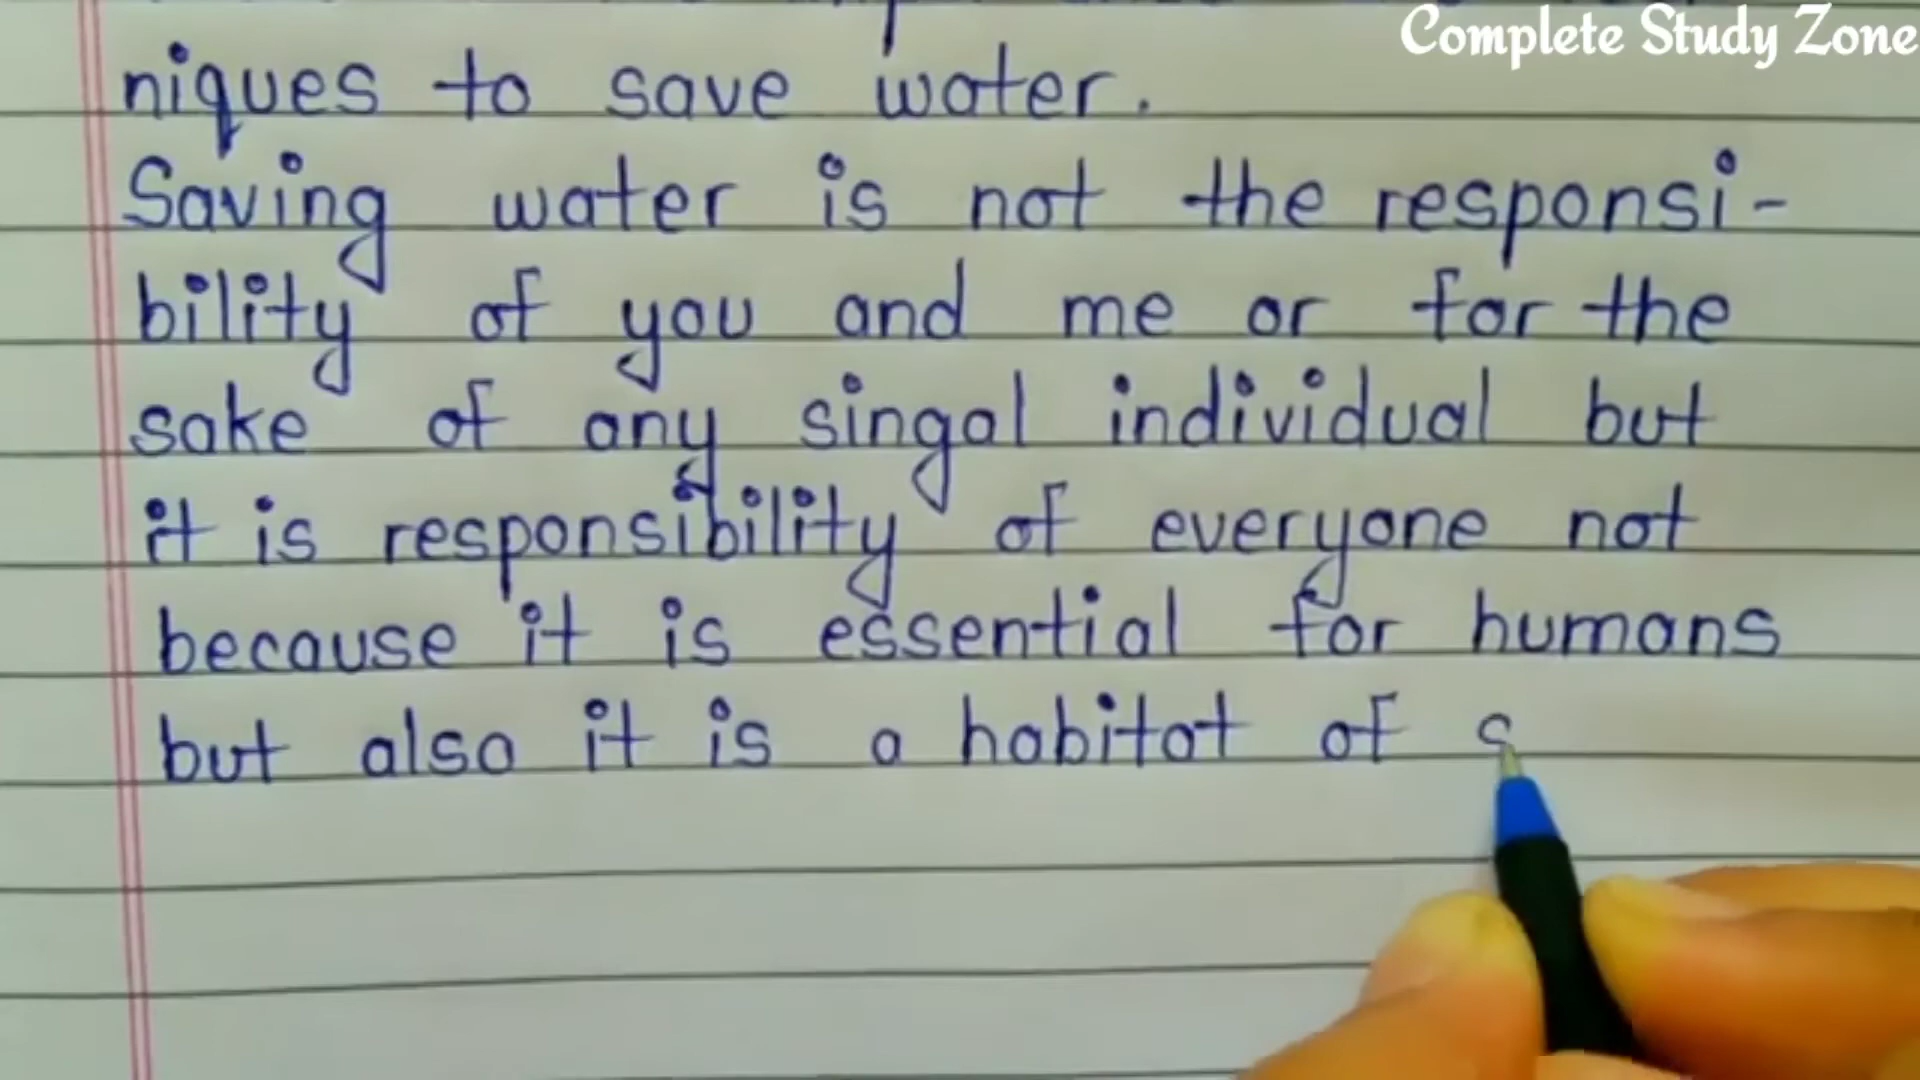 Complete Study Zone
niques to save water.
Saving water is not the responsi-
bility of you and me or for the
sake of any singal individual but
it is responsibility of everyone not
because it is essential for humans
but also it is a habitat of s